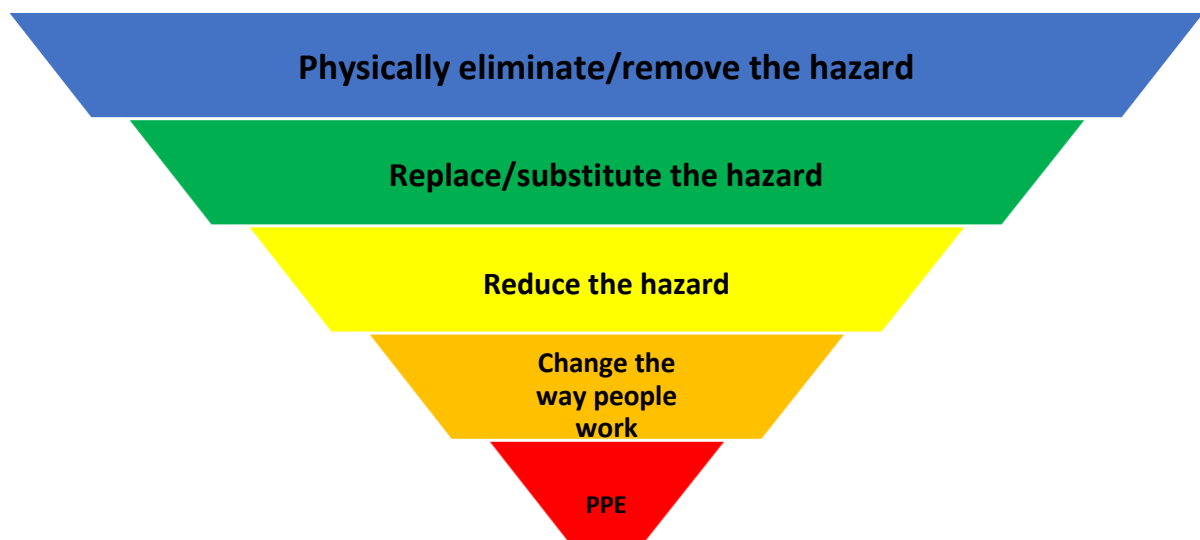 Physically eliminate/remove the hazard
Replace/substitute the hazard
Reduce the hazard
Change the
way people
work
PPE